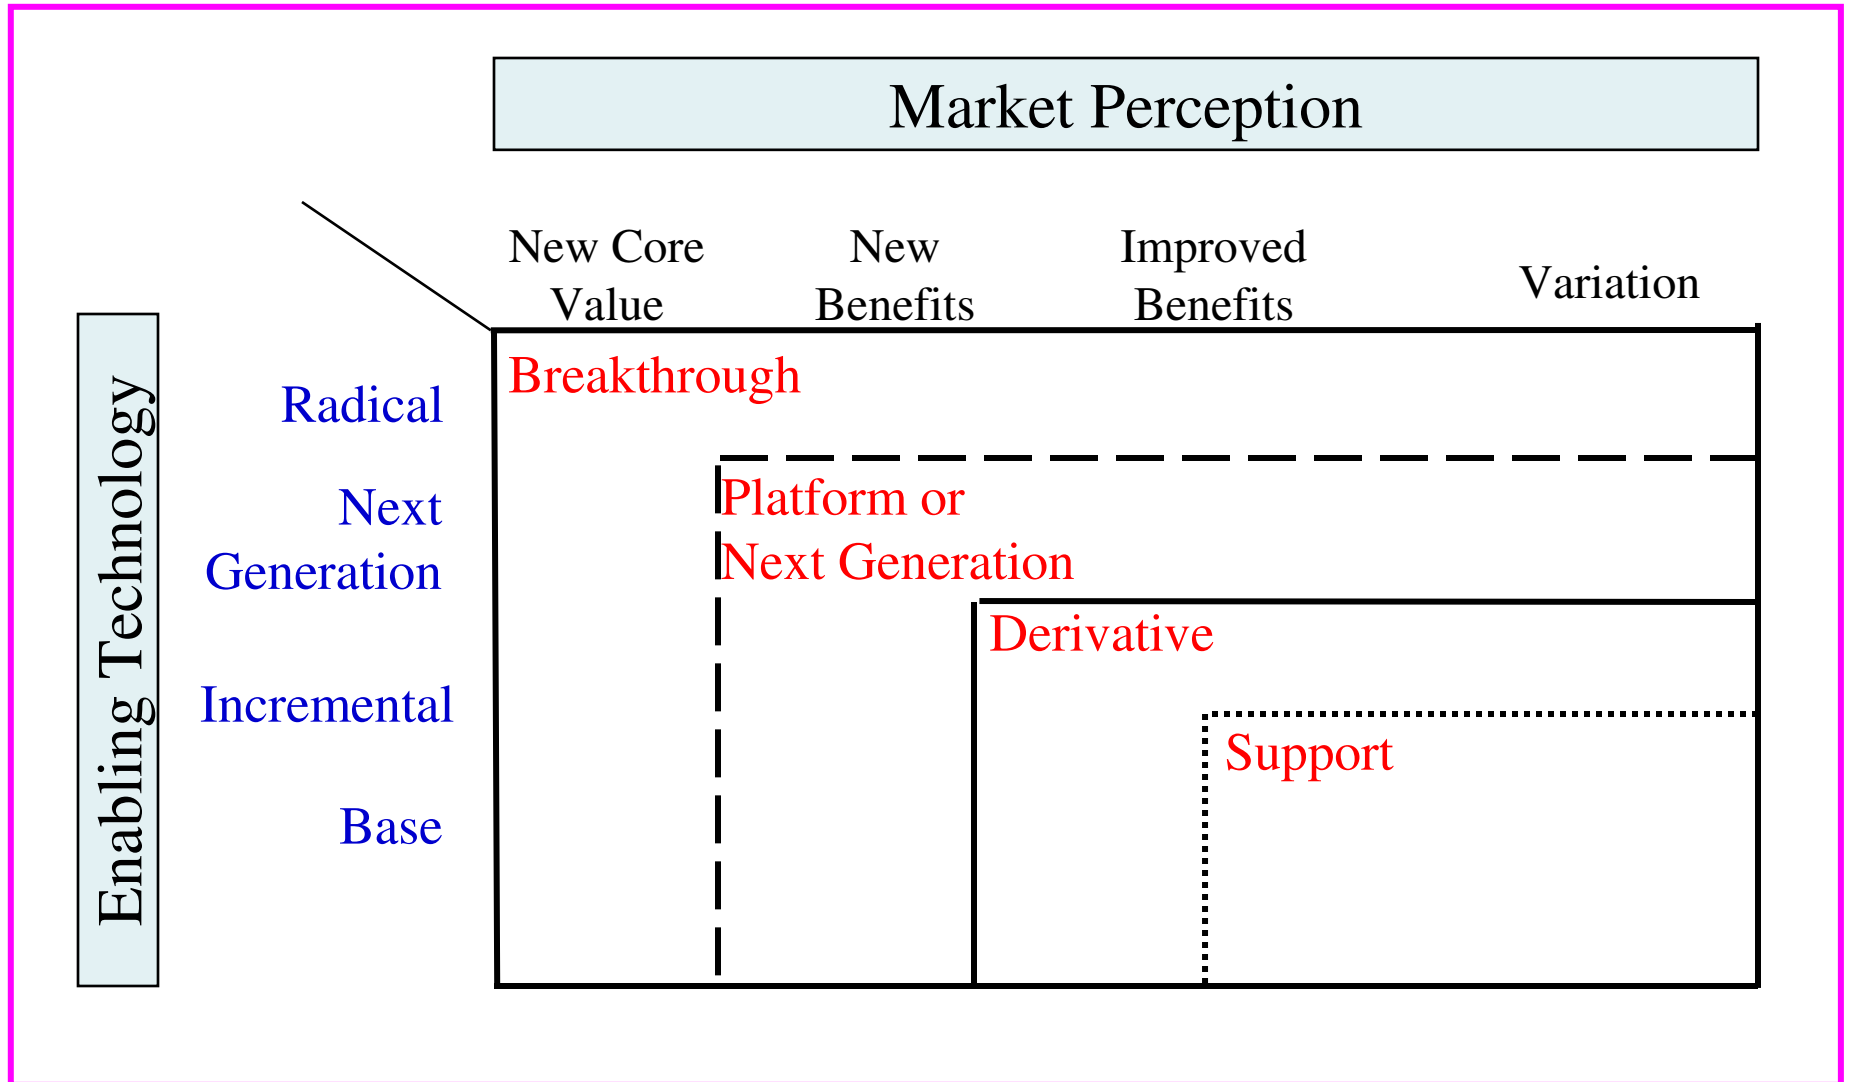 Market Perception
New Core
Value
New
Benefits
Improved
Benefits
Variation
Enabling Technology
Radical
Next
Generation
Incremental
Base
Breakthrough
Platform or
Next Generation
Derivative
Support